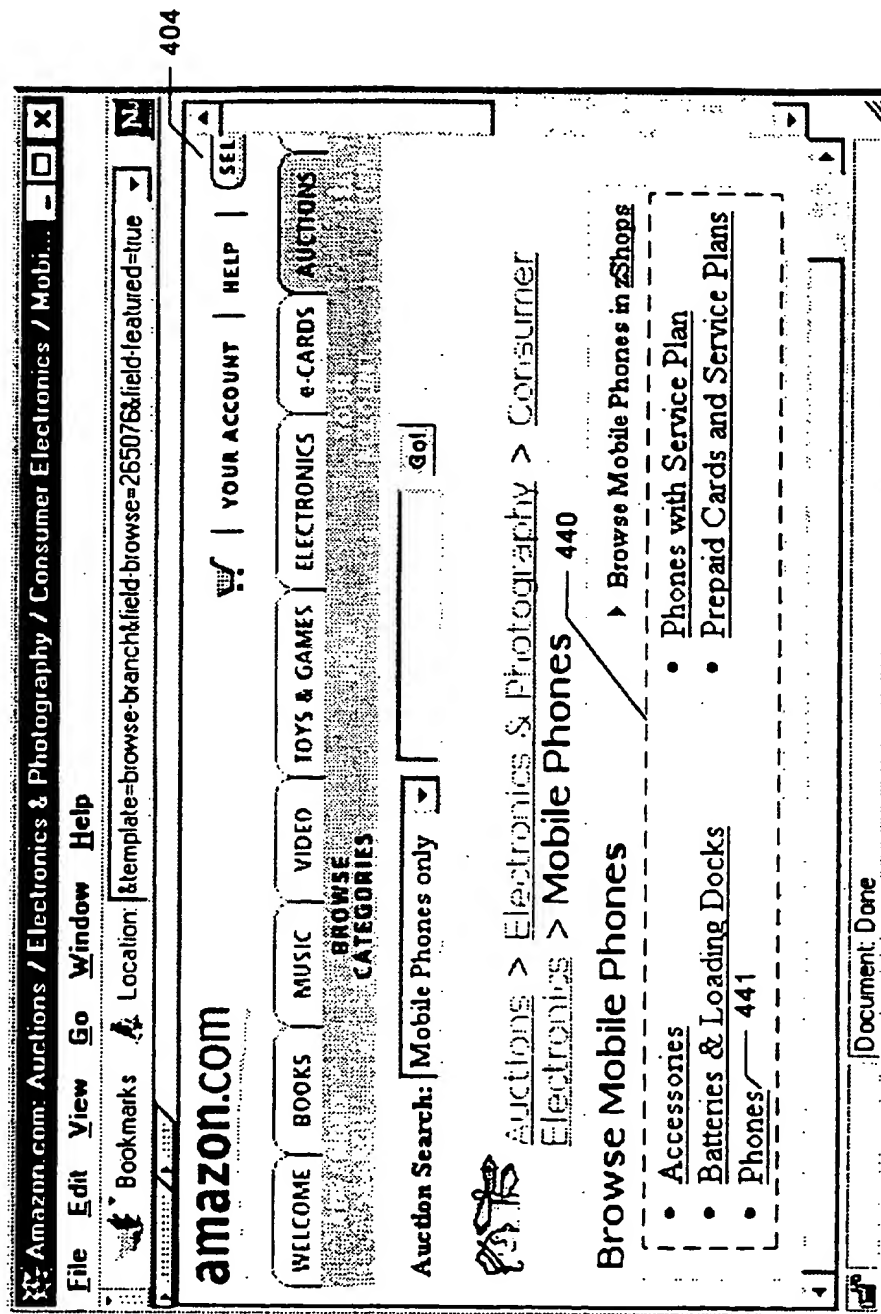 Amazon.com: Auctions / Electronics & Photography / Consumer Electronics / Mobi...
File Edit View Go Window Help
Bookmarks Location: &template=browse-branch&field-browse=265076&field-featured=true
404
amazon.com
YOUR ACCOUNT | HELP | SEL
WELCOME BOOKS MUSIC VIDEO TOYS & GAMES ELECTRONICS e-CARDS AUCTIONS
BROWSE
CATEGORIES
Auction Search: Mobile Phones only Go!
Auctions > Electronics & Photography > Consumer
Electronics > Mobile Phones
440
Browse Mobile Phones
Browse Mobile Phones in zShops
• Accessories
• Batteries & Loading Docks
• Phones 441
• Phones with Service Plan
• Prepaid Cards and Service Plans
Document Done